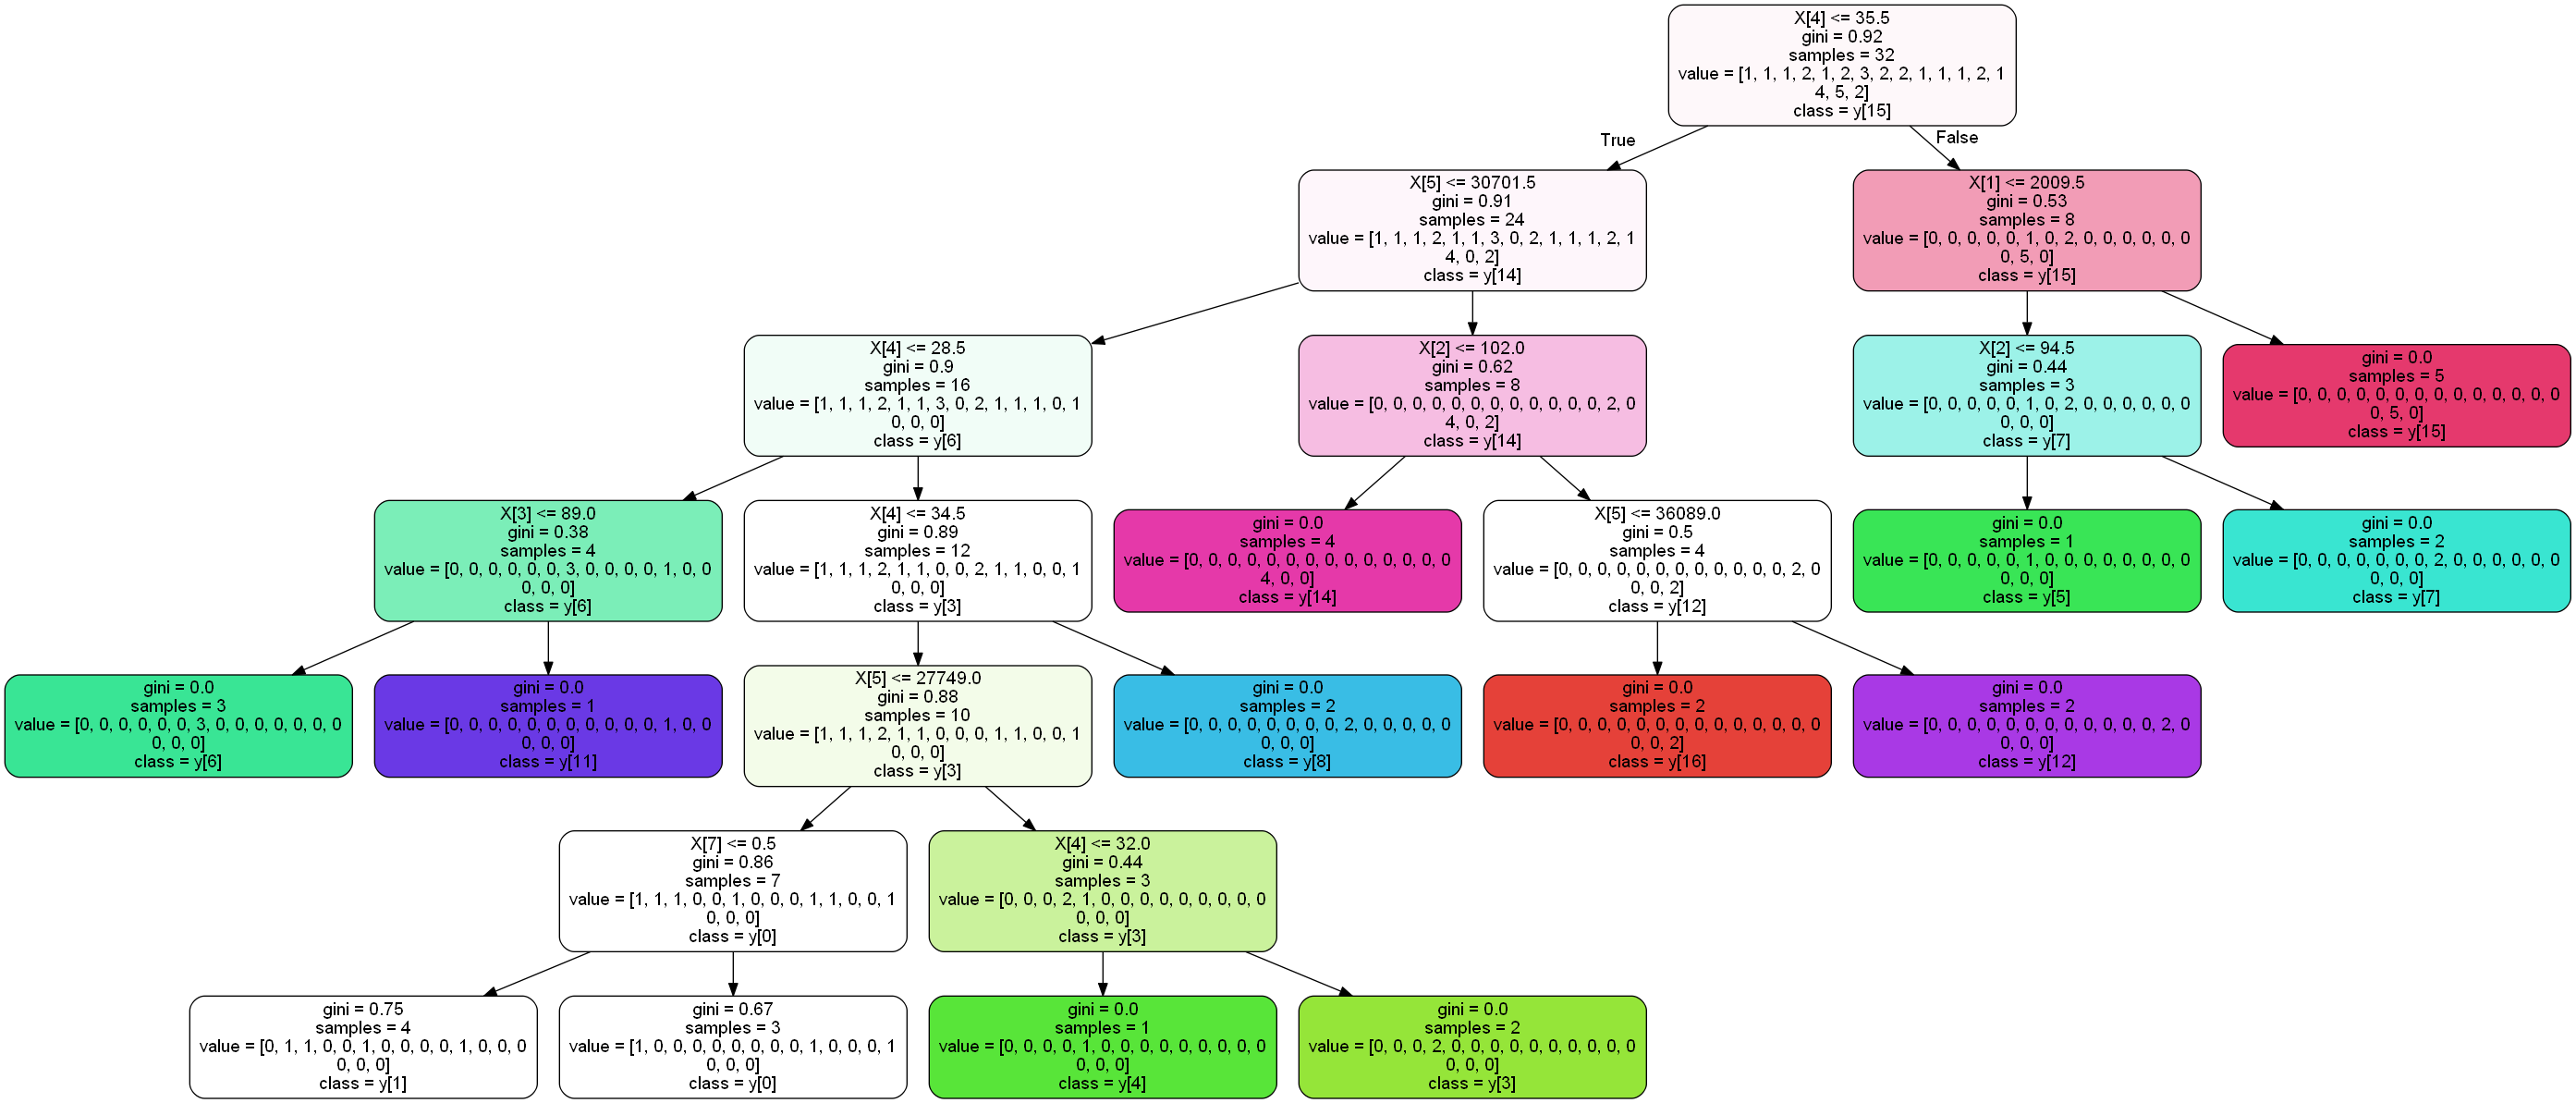 X[4] <= 35.5
gini = 0.92
samples = 32
value = [1, 1, 1, 2, 1, 2, 3, 2, 2, 1, 1, 1, 2, 1
4, 5, 2]
class = y[15]
True
False
X[5] <= 30701.5
gini = 0.91
samples = 24
value = [1, 1, 1, 2, 1, 1, 3, 0, 2, 1, 1, 1, 2, 1
4, 0, 2]
class = y[14]
X[1] <= 2009.5
gini = 0.53
samples = 8
value = [0, 0, 0, 0, 0, 1, 0, 2, 0, 0, 0, 0, 0, 0
0, 5, 0]
class = y[15]
X[4] <= 28.5
gini = 0.9
samples = 16
value = [1, 1, 1, 2, 1, 1, 3, 0, 2, 1, 1, 1, 0, 1
0, 0, 0]
class = y[6]
X[2] <= 102.0
gini = 0.62
samples = 8
value = [0, 0, 0, 0, 0, 0, 0, 0, 0, 0, 0, 0, 2, 0
4, 0, 2]
class = y[14]
X[2] <= 94.5
gini = 0.44
samples = 3
value = [0, 0, 0, 0, 0, 1, 0, 2, 0, 0, 0, 0, 0, 0
0, 0, 0]
class = y[7]
gini = 0.0
samples = 5
value = [0, 0, 0, 0, 0, 0, 0, 0, 0, 0, 0, 0, 0, 0
0, 5, 0]
class = y[15]
X[3] <= 89.0
gini = 0.38
samples = 4
value = [0, 0, 0, 0, 0, 0, 3, 0, 0, 0, 0, 1, 0, 0
0, 0, 0]
class = y[6]
X[4] <= 34.5
gini = 0.89
samples = 12
value = [1, 1, 1, 2, 1, 1, 0, 0, 2, 1, 1, 0, 0, 1
0, 0, 0]
class = y[3]
gini = 0.0
samples = 4
value = [0, 0, 0, 0, 0, 0, 0, 0, 0, 0, 0, 0, 0, 0
4, 0, 0]
class = y[14]
X[5] <= 36089.0
gini = 0.5
samples = 4
value = [0, 0, 0, 0, 0, 0, 0, 0, 0, 0, 0, 0, 2, 0
0, 0, 2]
class = y[12]
gini = 0.0
samples = 1
value = [0, 0, 0, 0, 0, 1, 0, 0, 0, 0, 0, 0, 0, 0
0, 0, 0]
class = y[5]
gini = 0.0
samples = 2
value = [0, 0, 0, 0, 0, 0, 0, 2, 0, 0, 0, 0, 0, 0
0, 0, 0]
class = y[7]
gini = 0.0
samples = 3
value = [0, 0, 0, 0, 0, 0, 3, 0, 0, 0, 0, 0, 0, 0
0, 0, 0]
class = y[6]
gini = 0.0
samples = 1
value = [0, 0, 0, 0, 0, 0, 0, 0, 0, 0, 0, 1, 0, 0
0, 0, 0]
class = y[11]
X[5] <= 27749.0
gini = 0.88
samples = 10
value = [1, 1, 1, 2, 1, 1, 0, 0, 0, 1, 1, 0, 0, 1
0, 0, 0]
class = y[3]
gini = 0.0
samples = 2
value = [0, 0, 0, 0, 0, 0, 0, 0, 2, 0, 0, 0, 0, 0
0, 0, 0]
class = y[8]
gini = 0.0
samples = 2
value = [0, 0, 0, 0, 0, 0, 0, 0, 0, 0, 0, 0, 0, 0
0, 0, 2]
class = y[16]
gini = 0.0
samples = 2
value = [0, 0, 0, 0, 0, 0, 0, 0, 0, 0, 0, 0, 2, 0
0, 0, 0]
class = y[12]
X[7] <= 0.5
gini = 0.86
samples = 7
value = [1, 1, 1, 0, 0, 1, 0, 0, 0, 1, 1, 0, 0, 1
0, 0, 0]
class = y[0]
X[4] <= 32.0
gini = 0.44
samples = 3
value = [0, 0, 0, 2, 1, 0, 0, 0, 0, 0, 0, 0, 0, 0
0, 0, 0]
class = y[3]
gini = 0.75
samples = 4
value = [0, 1, 1, 0, 0, 1, 0, 0, 0, 0, 1, 0, 0, 0
0, 0, 0]
class = y[1]
gini = 0.67
samples = 3
value = [1, 0, 0, 0, 0, 0, 0, 0, 0, 1, 0, 0, 0, 1
0, 0, 0]
class = y[0]
gini = 0.0
samples = 1
value = [0, 0, 0, 0, 1, 0, 0, 0, 0, 0, 0, 0, 0, 0
0, 0, 0]
class = y[4]
gini = 0.0
samples = 2
value = [0, 0, 0, 2, 0, 0, 0, 0, 0, 0, 0, 0, 0, 0
0, 0, 0]
class = y[3]